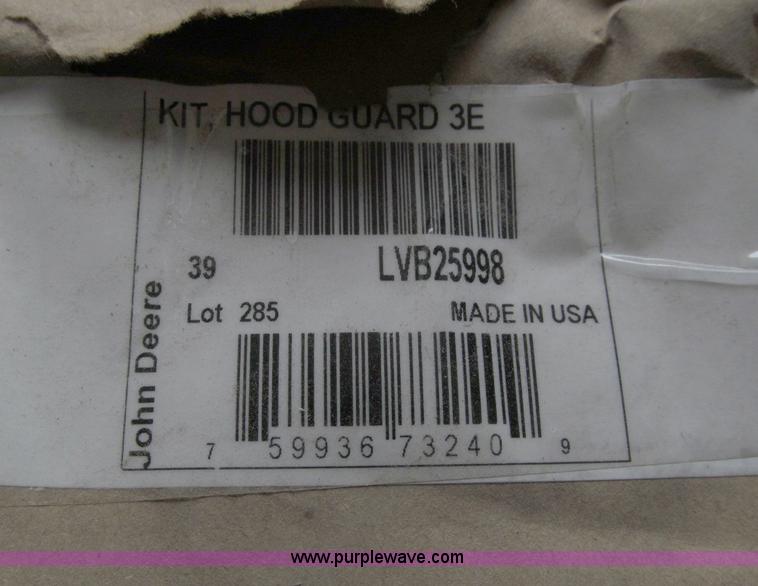 KIT, HOOD GUARD 3E
39 LVB25998
Lot 285 MADE IN USA
John Deere
7 59936 73240 9
www.purplewave.com